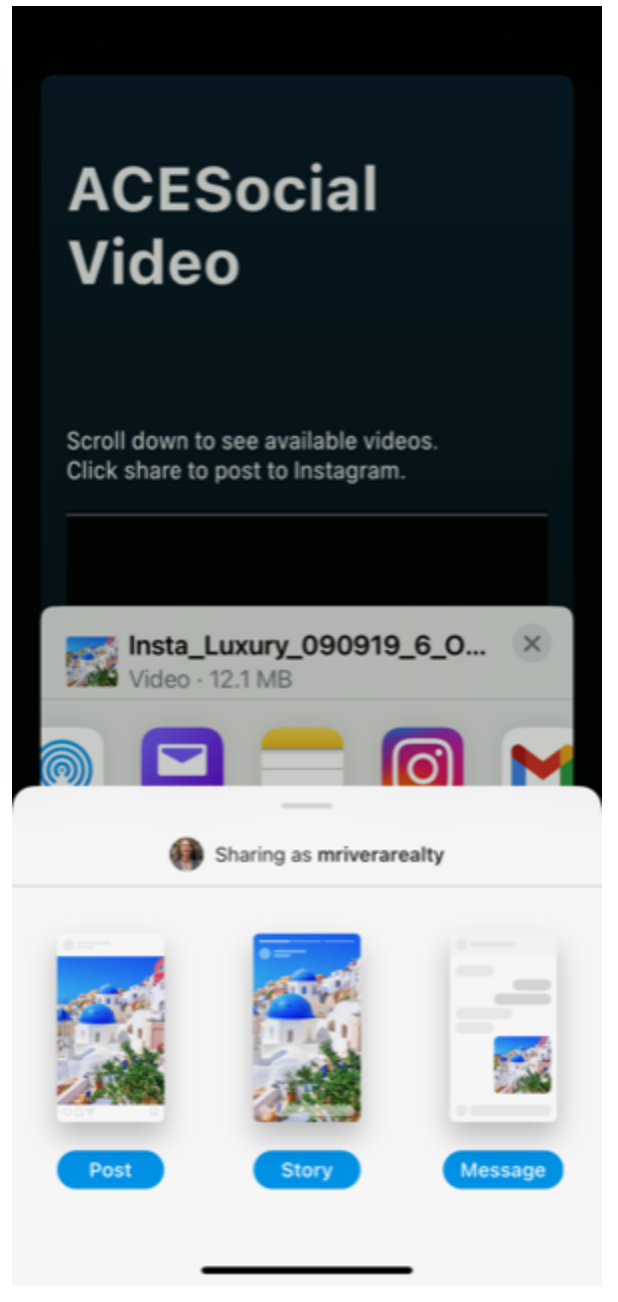 ACESocial
Video
Scroll down to see available videos.
Click share to post to Instagram.
Insta_Luxury_090919_6_O...
Video · 12.1 MB
Sharing as mriverarealty
Post
Story
Message